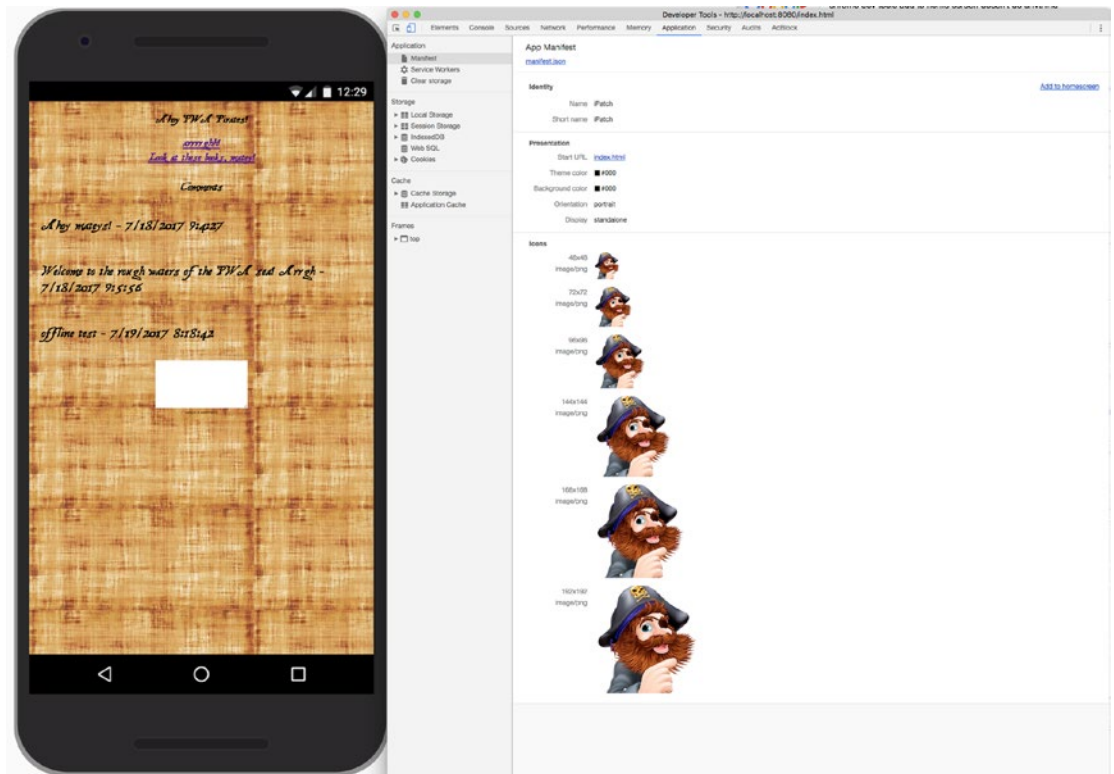 12:29
Ahoy PWA Pirates!
arrrrghh!
Look at these books, matey!
Comments
Ahoy mateys! - 7/18/2017 9:4:27
Welcome to the rough waters of the PWA sea! Arrgh -
7/18/2017 9:5:56
offline test - 7/19/2017 8:18:42
Developer Tools - http://localhost:8080/index.html
Elements Console Sources Network Performance Memory Application Security Audits AdBlock
Application
Manifest
Service Workers
Clear storage
Storage
Local Storage
Session Storage
IndexedDB
Web SQL
Cookies
Cache
Cache Storage
Application Cache
Frames
top
App Manifest
manifest.json
Identity
Add to homescreen
Name iPatch
Short name iPatch
Presentation
Start URL index.html
Theme color #000
Background color #000
Orientation portrait
Display standalone
Icons
48x48
image/png
72x72
image/png
96x96
image/png
144x144
image/png
168x168
image/png
192x192
image/png